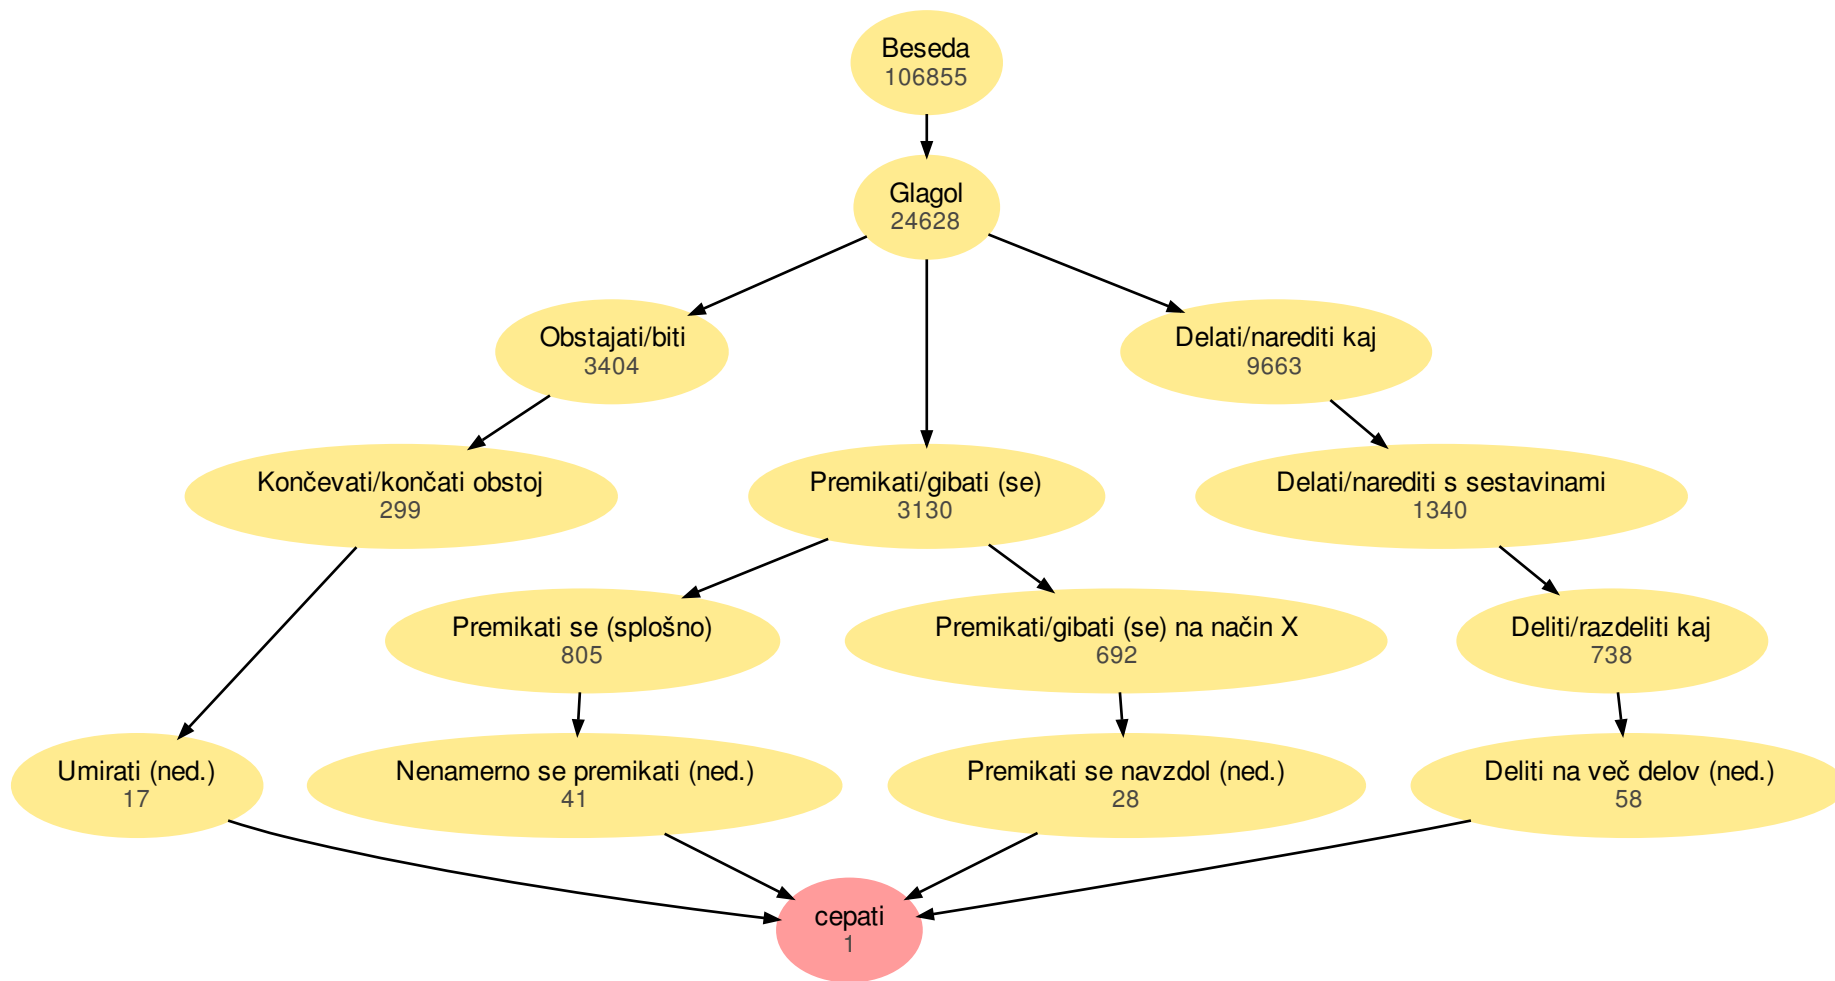 Beseda
106855
Glagol
24628
Obstajati/biti
3404
Delati/narediti kaj
9663
Končevati/končati obstoj
299
Premikati/gibati (se)
3130
Delati/narediti s sestavinami
1340
Premikati se (splošno)
805
Premikati/gibati (se) na način X
692
Deliti/razdeliti kaj
738
Umirati (ned.)
17
Nenamerno se premikati (ned.)
41
Premikati se navzdol (ned.)
28
Deliti na več delov (ned.)
58
cepati
1